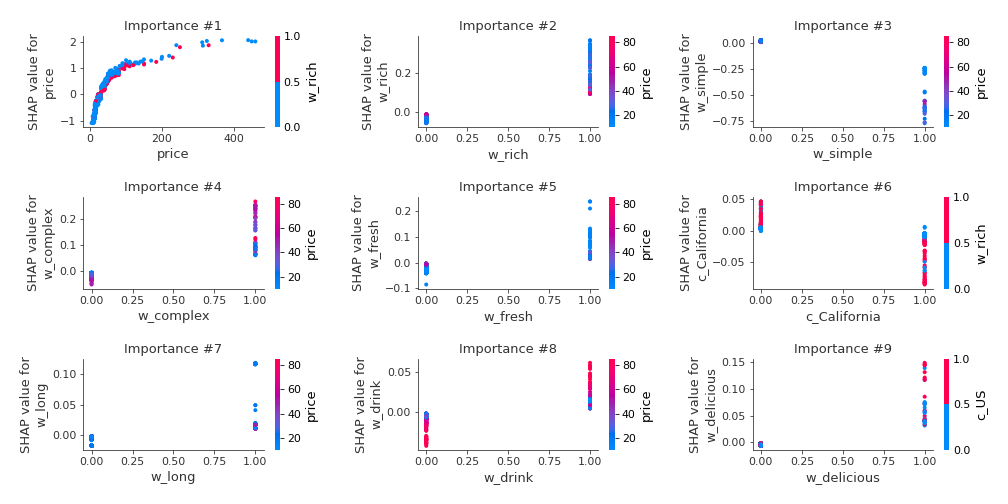 Importance #1
SHAP value for
price
2
1
0
−1
0
200
400
price
1.0
0.5
0.0
w_rich
Importance #2
SHAP value for
w_rich
0.2
0.0
0.00 0.25 0.50 0.75 1.00
w_rich
80
60
40
20
price
Importance #3
SHAP value for
w_simple
0.00
−0.25
−0.50
−0.75
0.00 0.25 0.50 0.75 1.00
w_simple
80
60
40
20
price
Importance #4
SHAP value for
w_complex
0.2
0.1
0.0
0.00 0.25 0.50 0.75 1.00
w_complex
80
60
40
20
price
Importance #5
SHAP value for
w_fresh
0.2
0.1
0.0
−0.1
0.00 0.25 0.50 0.75 1.00
w_fresh
80
60
40
20
price
Importance #6
SHAP value for
c_California
0.05
0.00
−0.05
0.00 0.25 0.50 0.75 1.00
c_California
1.0
0.5
0.0
w_rich
Importance #7
SHAP value for
w_long
0.10
0.05
0.00
0.00 0.25 0.50 0.75 1.00
w_long
80
60
40
20
price
Importance #8
SHAP value for
w_drink
0.05
0.00
0.00 0.25 0.50 0.75 1.00
w_drink
80
60
40
20
price
Importance #9
SHAP value for
w_delicious
0.15
0.10
0.05
0.00
0.00 0.25 0.50 0.75 1.00
w_delicious
1.0
0.5
0.0
c_US